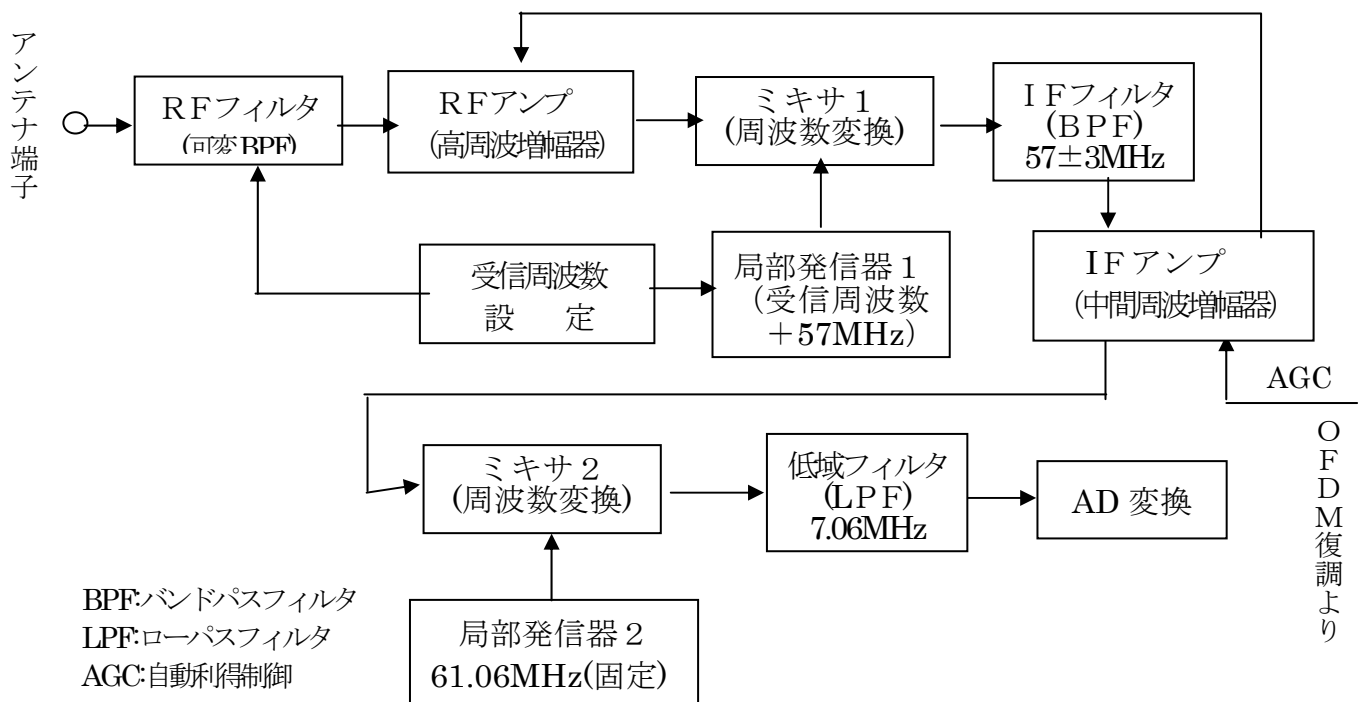 アンテナ端子
RFフィルタ
(可変BPF)
RFアンプ
(高周波増幅器)
ミキサ1
(周波数変換)
IFフィルタ
(BPF)
57±3MHz
受信周波数
設 定
局部発信器1
(受信周波数
+57MHz)
IFアンプ
(中間周波増幅器)
AGC
OFDM復調より
ミキサ2
(周波数変換)
低域フィルタ
(LPF)
7.06MHz
AD 変換
局部発信器2
61.06MHz(固定)
BPF:バンドパスフィルタ
LPF:ローパスフィルタ
AGC:自動利得制御